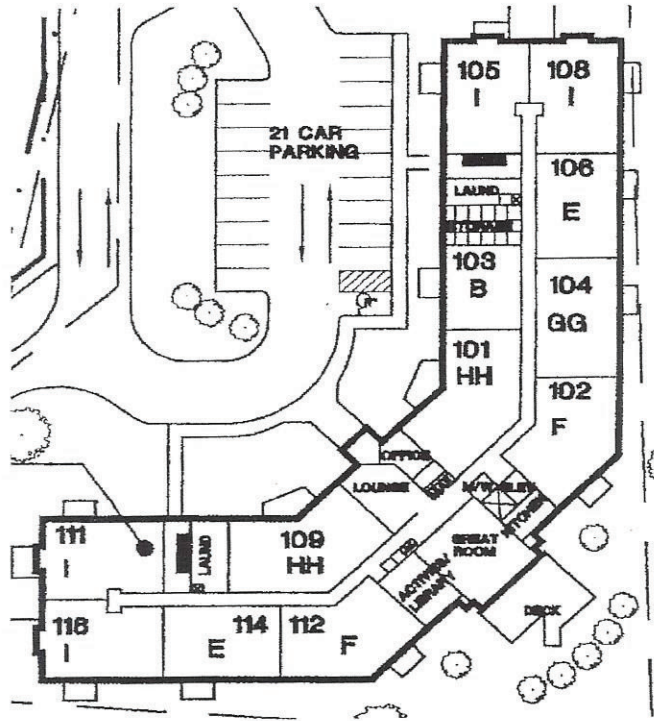 105
I
108
I
21 CAR
PARKING
106
E
LAUND
STORAGE
103
B
104
GG
101
HH
102
F
OFFICE
LOUNGE
KITCHEN
GREAT
ROOM
111
I
LAUND
109
HH
ACTIVITY/
LIBRARY
DECK
116
I
114
E
112
F